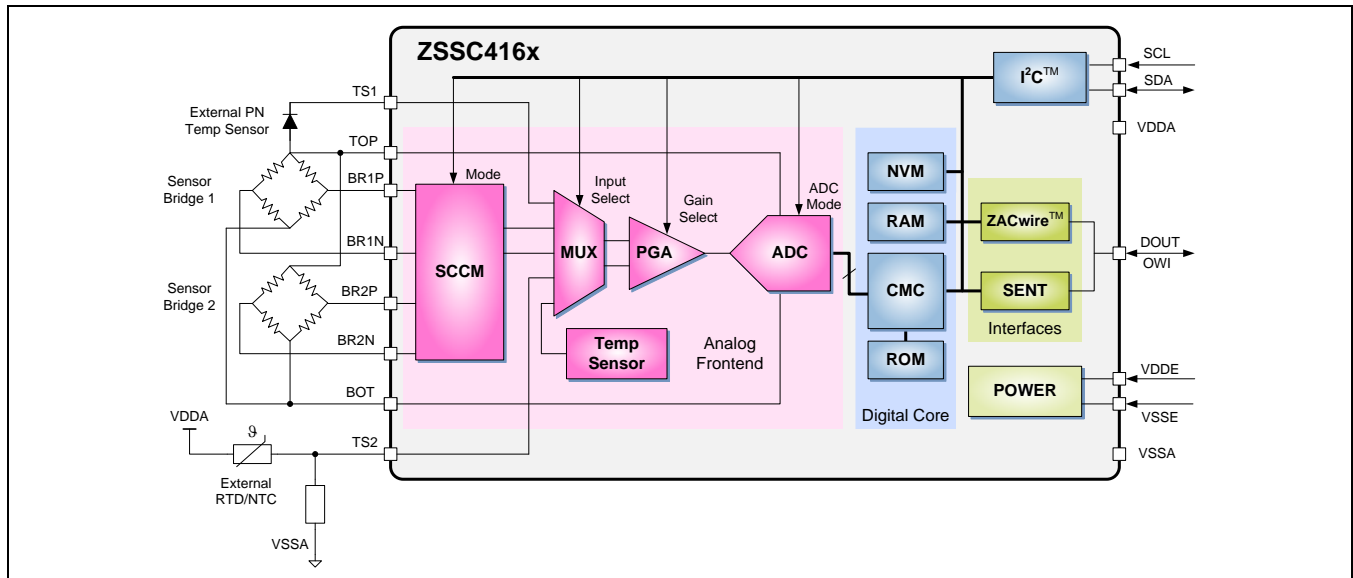 ZSSC416x
I²C™
SCL
SDA
VDDA
TS1
External PN
Temp Sensor
TOP
Sensor
Bridge 1
BR1P
BR1N
Sensor
Bridge 2
BR2P
BR2N
BOT
VDDA
ϑ
TS2
External
RTD/NTC
VSSA
Mode
SCCM
Input
Select
MUX
Gain
Select
PGA
ADC
Mode
ADC
Temp
Sensor
Analog
Frontend
NVM
RAM
CMC
ROM
Digital Core
ZACwire™
SENT
Interfaces
DOUT
OWI
POWER
VDDE
VSSE
VSSA